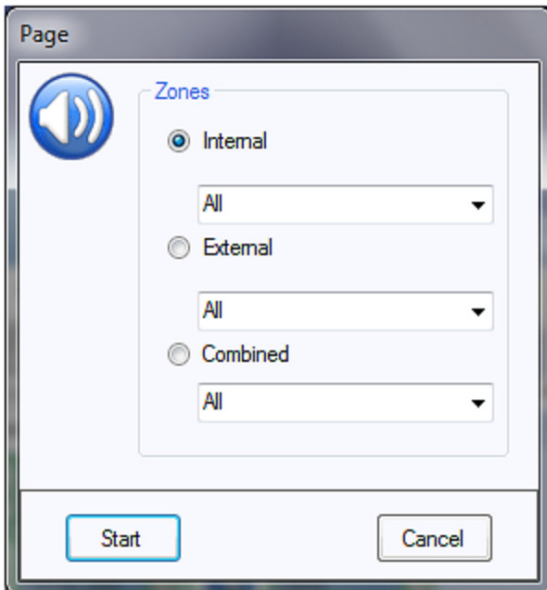 Page
Zones
Internal
All
External
All
Combined
All
Start Cancel